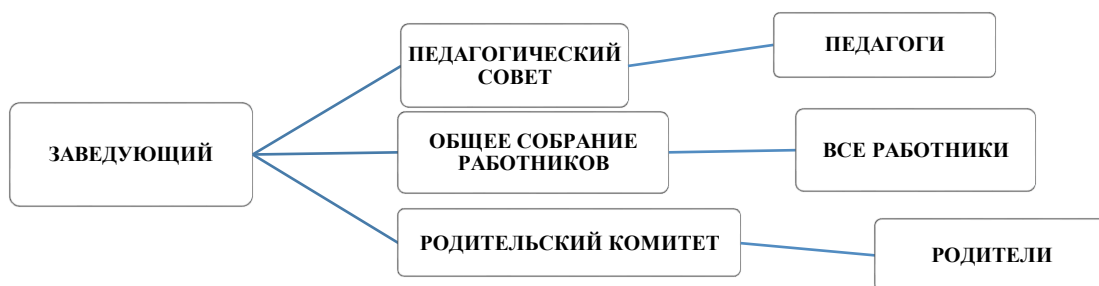 ЗАВЕДУЮЩИЙ
ПЕДАГОГИЧЕСКИЙ
СОВЕТ
ПЕДАГОГИ
ОБЩЕЕ СОБРАНИЕ
РАБОТНИКОВ
ВСЕ РАБОТНИКИ
РОДИТЕЛЬСКИЙ КОМИТЕТ
РОДИТЕЛИ